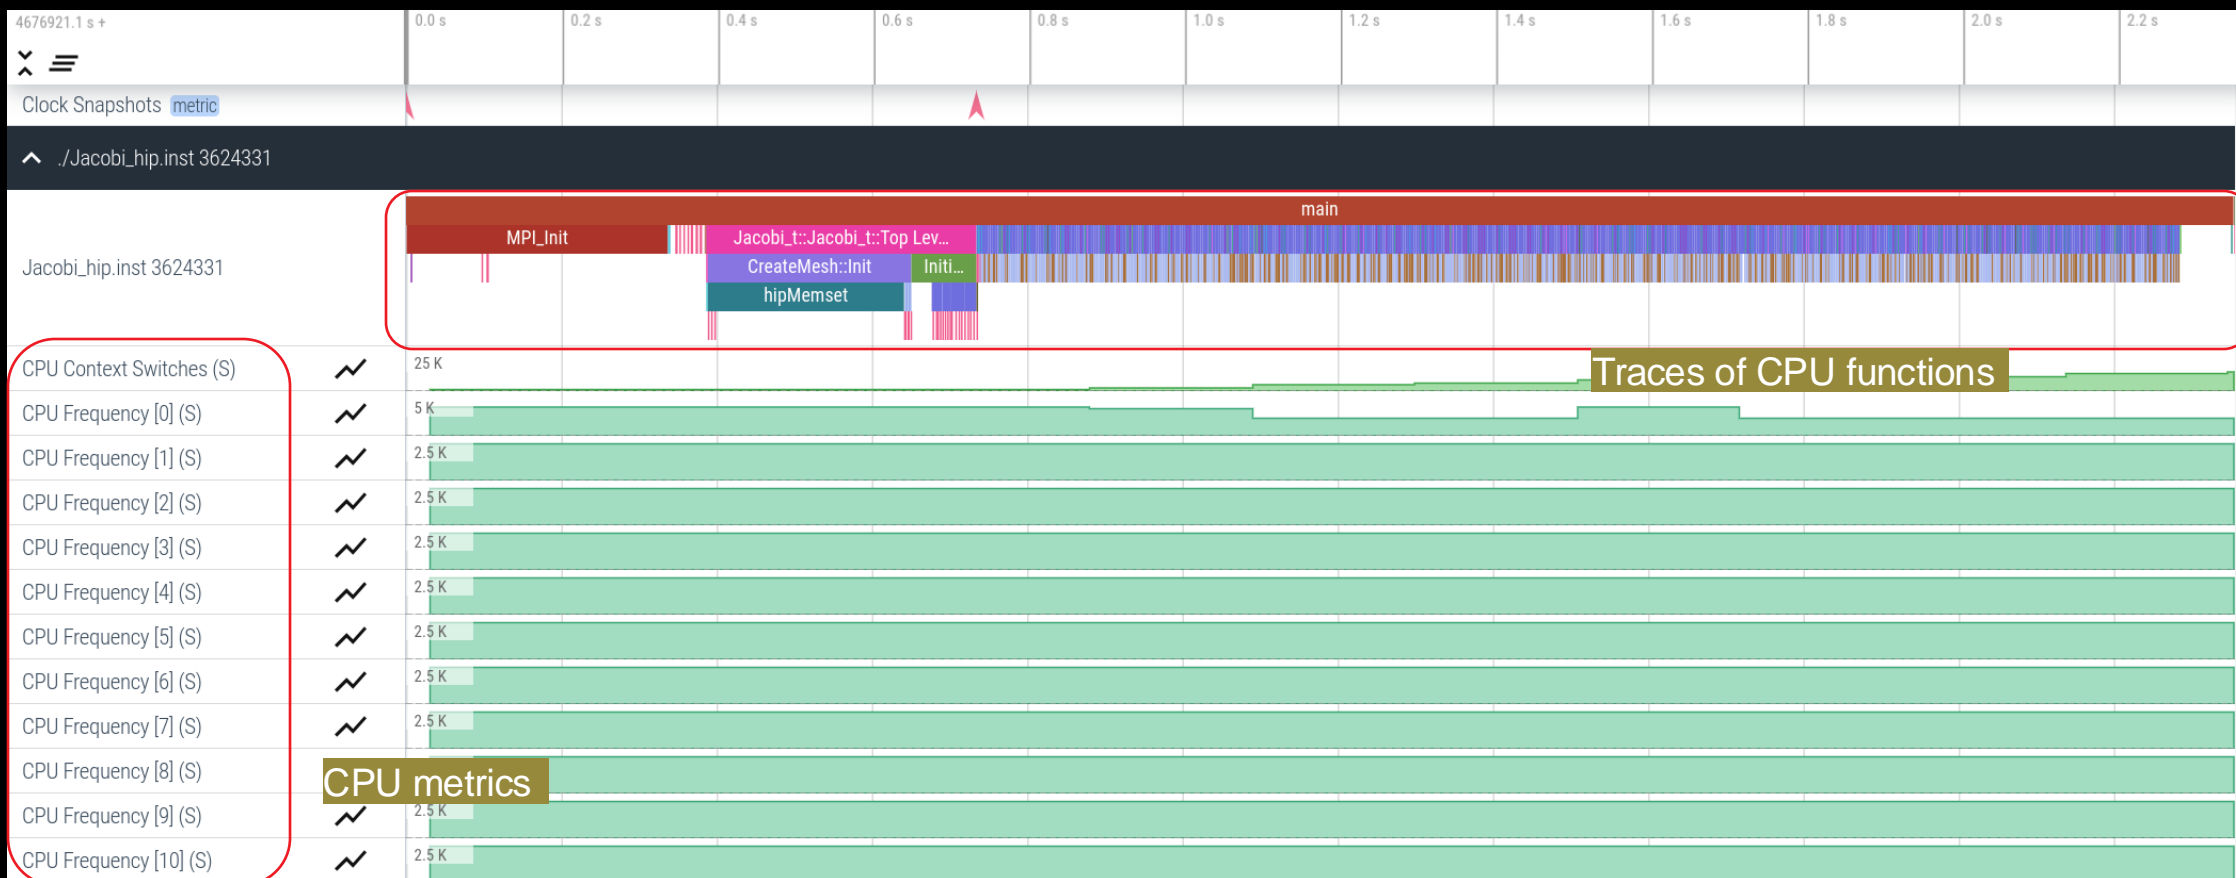 4676921.1 s +
0.0 s 0.2 s 0.4 s 0.6 s 0.8 s 1.0 s 1.2 s 1.4 s 1.6 s 1.8 s 2.0 s 2.2 s
Clock Snapshots metric
./Jacobi_hip.inst 3624331
main
MPI_Init Jacobi_t::Jacobi_t::Top Lev...
Jacobi_hip.inst 3624331 CreateMesh::Init Initi...
hipMemset
CPU Context Switches (S) 25 K
Traces of CPU functions
CPU Frequency [0] (S) 5 K
CPU Frequency [1] (S) 2.5 K
CPU Frequency [2] (S) 2.5 K
CPU Frequency [3] (S) 2.5 K
CPU Frequency [4] (S) 2.5 K
CPU Frequency [5] (S) 2.5 K
CPU Frequency [6] (S) 2.5 K
CPU Frequency [7] (S) 2.5 K
CPU Frequency [8] (S)
CPU metrics
CPU Frequency [9] (S) 2.5 K
CPU Frequency [10] (S) 2.5 K